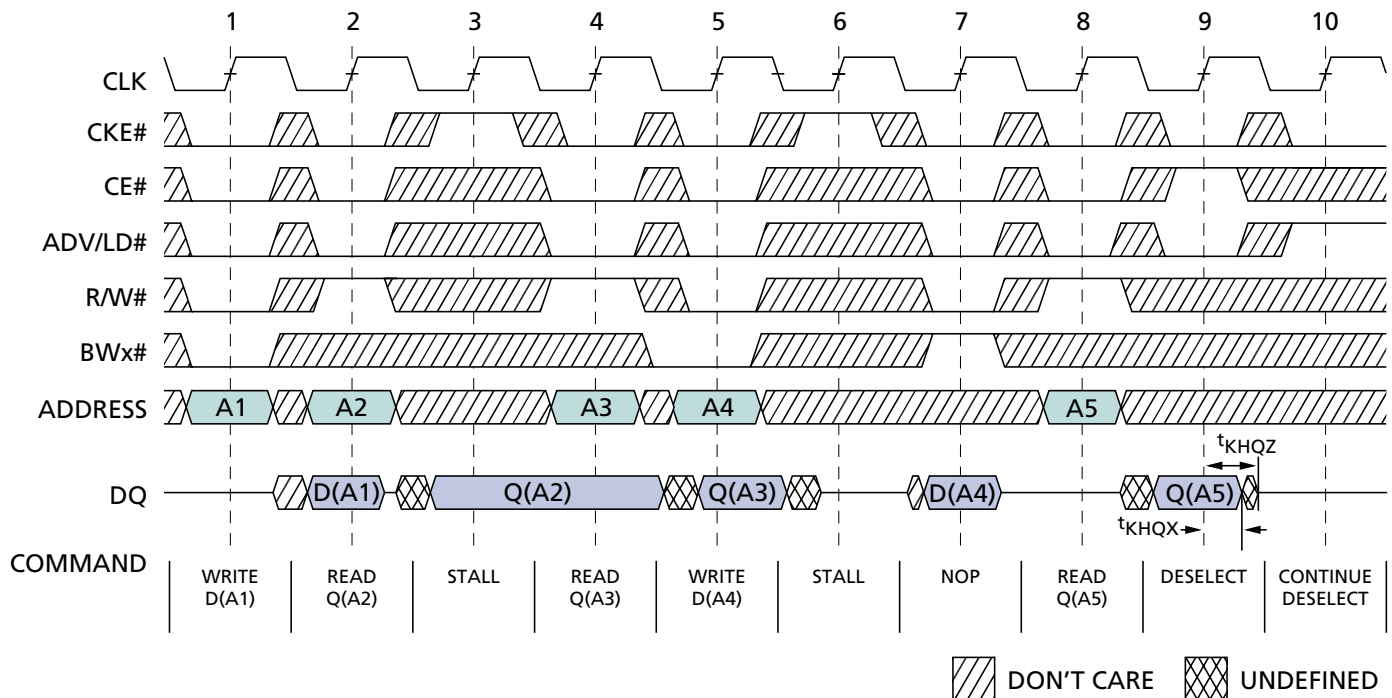 1 2 3 4 5 6 7 8 9 10
CLK
CKE#
CE#
ADV/LD#
R/W#
BWx#
ADDRESS A1 A2 A3 A4 A5
tKHQZ
DQ D(A1) Q(A2) Q(A3) D(A4) Q(A5)
tKHQX
COMMAND
WRITE READ STALL READ WRITE STALL NOP READ DESELECT CONTINUE
D(A1) Q(A2) Q(A3) D(A4) Q(A5) DESELECT
DON'T CARE UNDEFINED